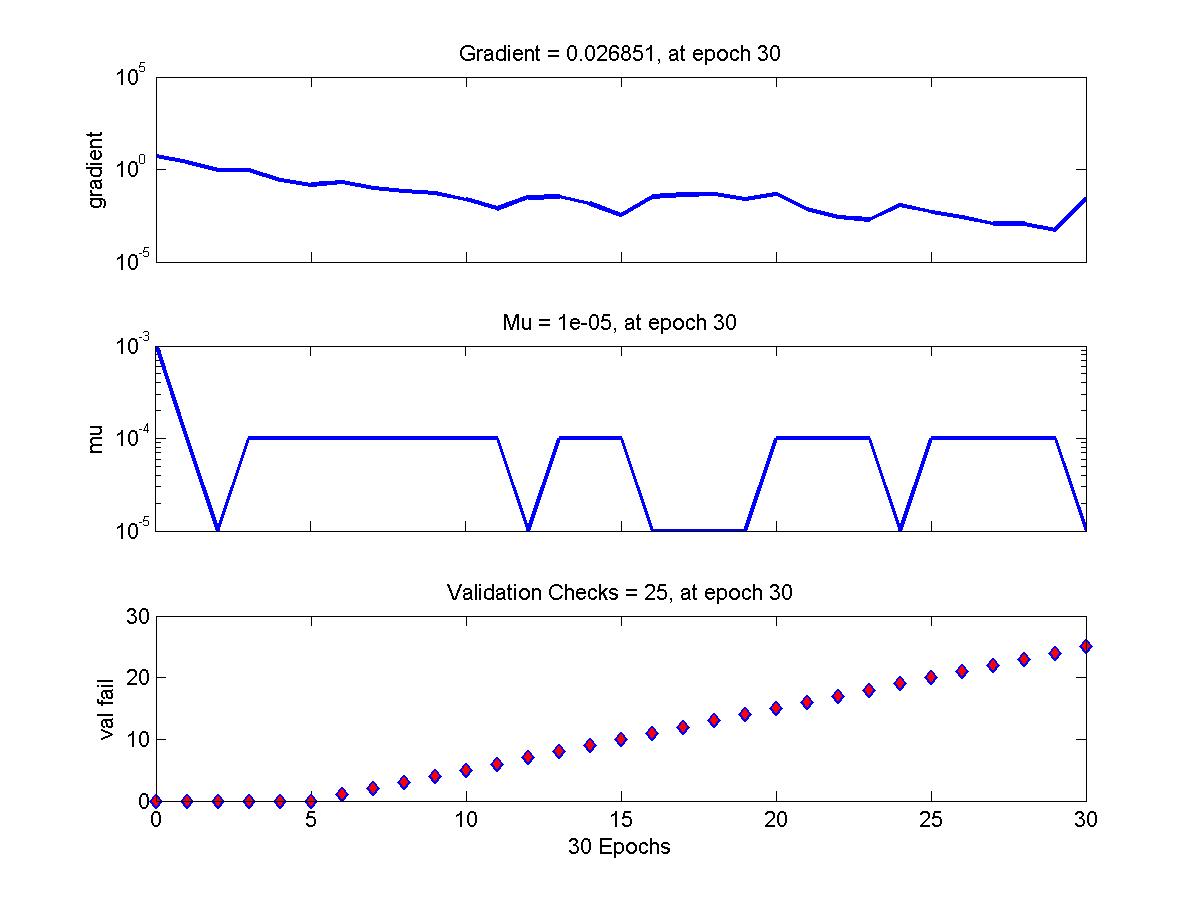 Gradient = 0.026851, at epoch 30
10^5
10^0
10^-5
gradient
Mu = 1e-05, at epoch 30
10^-3
10^-4
10^-5
mu
Validation Checks = 25, at epoch 30
30
20
10
0
val fail
0 5 10 15 20 25 30
30 Epochs